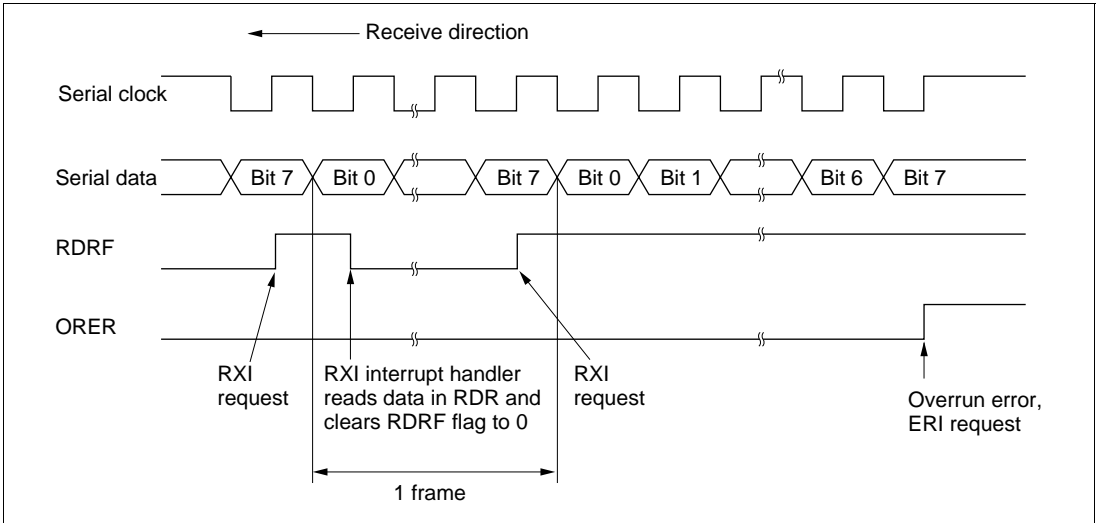 Receive direction
Serial clock
Serial data
Bit 7
Bit 0
Bit 7
Bit 0
Bit 1
Bit 6
Bit 7
RDRF
ORER
RXI
request
RXI interrupt handler
reads data in RDR and
clears RDRF flag to 0
RXI
request
Overrun error,
ERI request
1 frame